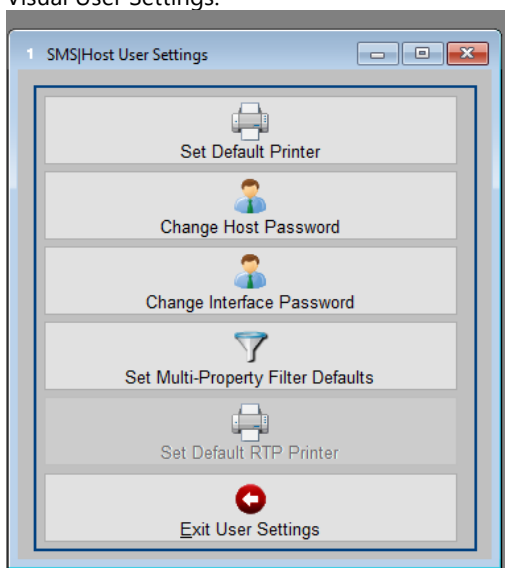 Visual User Settings:
1 SMS|Host User Settings
Set Default Printer
Change Host Password
Change Interface Password
Set Multi-Property Filter Defaults
Set Default RTP Printer
Exit User Settings